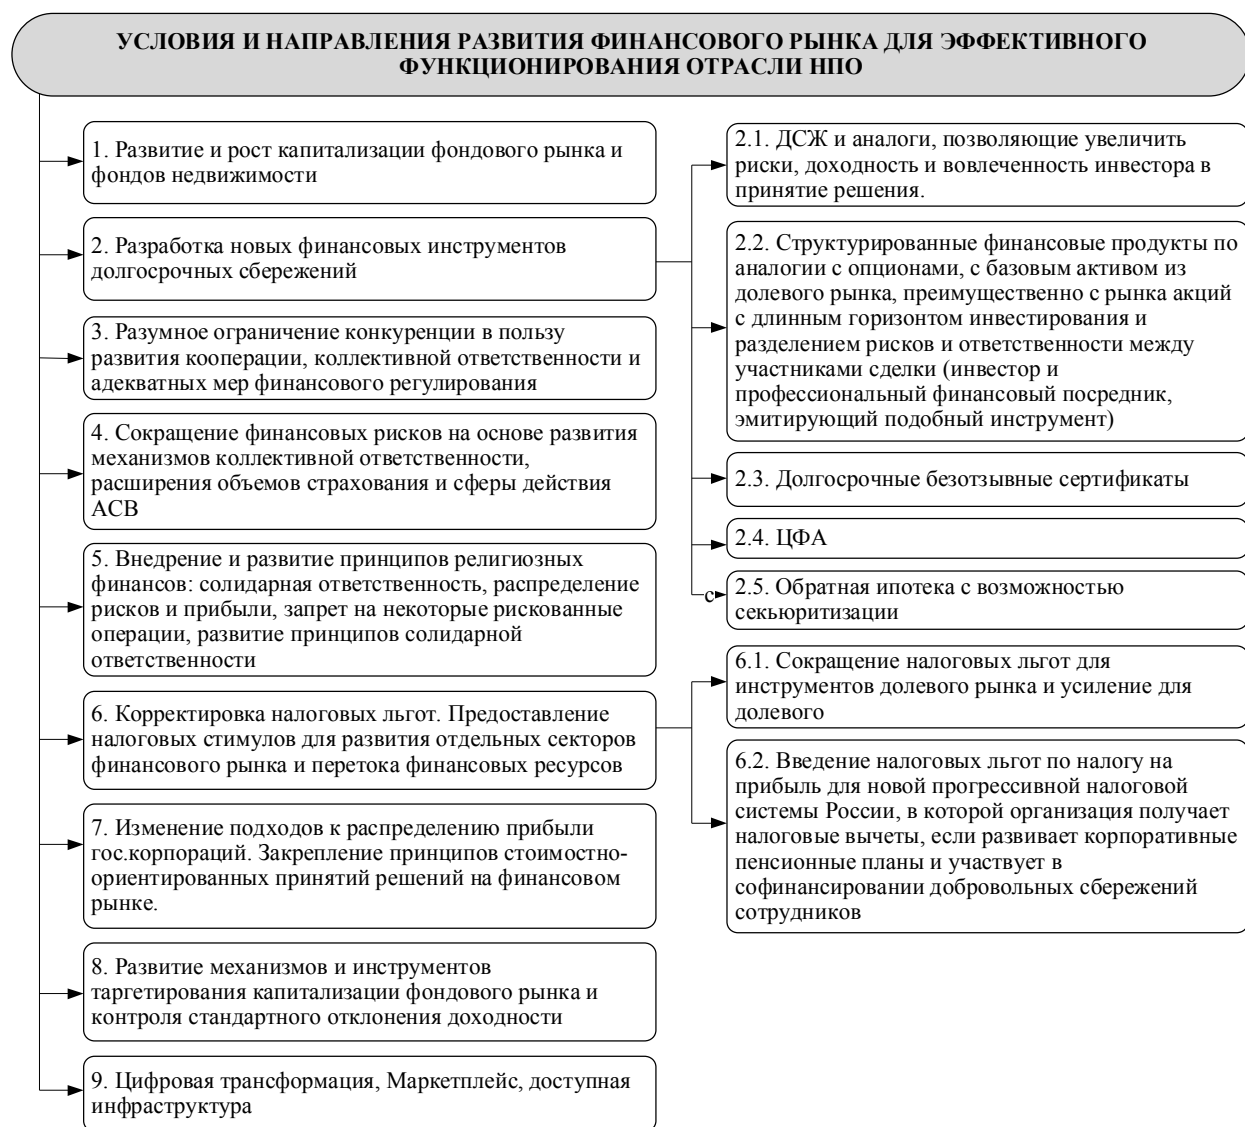 УСЛОВИЯ И НАПРАВЛЕНИЯ РАЗВИТИЯ ФИНАНСОВОГО РЫНКА ДЛЯ ЭФФЕКТИВНОГО
ФУНКЦИОНИРОВАНИЯ ОТРАСЛИ НПО
1. Развитие и рост капитализации фондового рынка и
фондов недвижимости
2. Разработка новых финансовых инструментов
долгосрочных сбережений
3. Разумное ограничение конкуренции в пользу
развития кооперации, коллективной ответственности и
адекватных мер финансового регулирования
4. Сокращение финансовых рисков на основе развития
механизмов коллективной ответственности,
расширения объемов страхования и сферы действия
АСВ
5. Внедрение и развитие принципов религиозных
финансов: солидарная ответственность, распределение
рисков и прибыли, запрет на некоторые рискованные
операции, развитие принципов солидарной
ответственности
6. Корректировка налоговых льгот. Предоставление
налоговых стимулов для развития отдельных секторов
финансового рынка и перетока финансовых ресурсов
7. Изменение подходов к распределению прибыли
гос.корпораций. Закрепление принципов стоимостно-
ориентированных принятий решений на финансовом
рынке.
8. Развитие механизмов и инструментов
таргетирования капитализации фондового рынка и
контроля стандартного отклонения доходности
9. Цифровая трансформация, Маркетплейс, доступная
инфраструктура
2.1. ДСЖ и аналоги, позволяющие увеличить
риски, доходность и вовлеченность инвестора в
принятие решения.
2.2. Структурированные финансовые продукты по
аналогии с опционами, с базовым активом из
долевого рынка, преимущественно с рынка акций
с длинным горизонтом инвестирования и
разделением рисков и ответственности между
участниками сделки (инвестор и
профессиональный финансовый посредник,
эмитирующий подобный инструмент)
2.3. Долгосрочные безотзывные сертификаты
2.4. ЦФА
с
2.5. Обратная ипотека с возможностью
секьюритизации
6.1. Сокращение налоговых льгот для
инструментов долевого рынка и усиление для
долевого
6.2. Введение налоговых льгот по налогу на
прибыль для новой прогрессивной налоговой
системы России, в которой организация получает
налоговые вычеты, если развивает корпоративные
пенсионные планы и участвует в
софинансировании добровольных сбережений
сотрудников